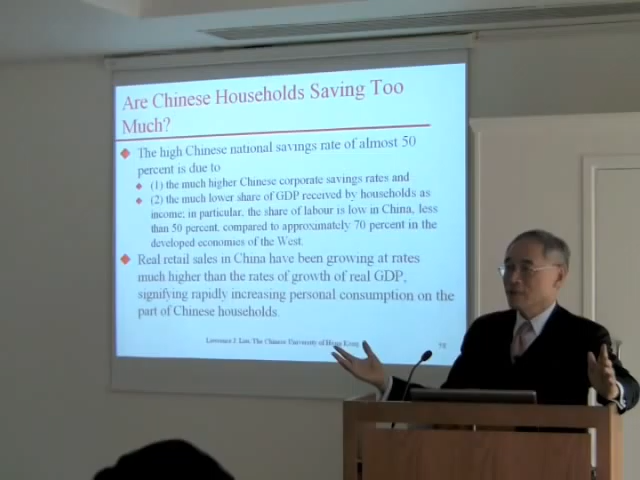 Are Chinese Households Saving Too
Much?
The high Chinese national savings rate of almost 50
percent is due to
(1) the much higher Chinese corporate savings rates and
(2) the much lower share of GDP received by households as
income; in particular, the share of labour is low in China, less
than 50 percent, compared to approximately 70 percent in the
developed economies of the West.
Real retail sales in China have been growing at rates
much higher than the rates of growth of real GDP,
signifying rapidly increasing personal consumption on the
part of Chinese households.
Lawrence J. Lau, The Chinese University of Hong Kong